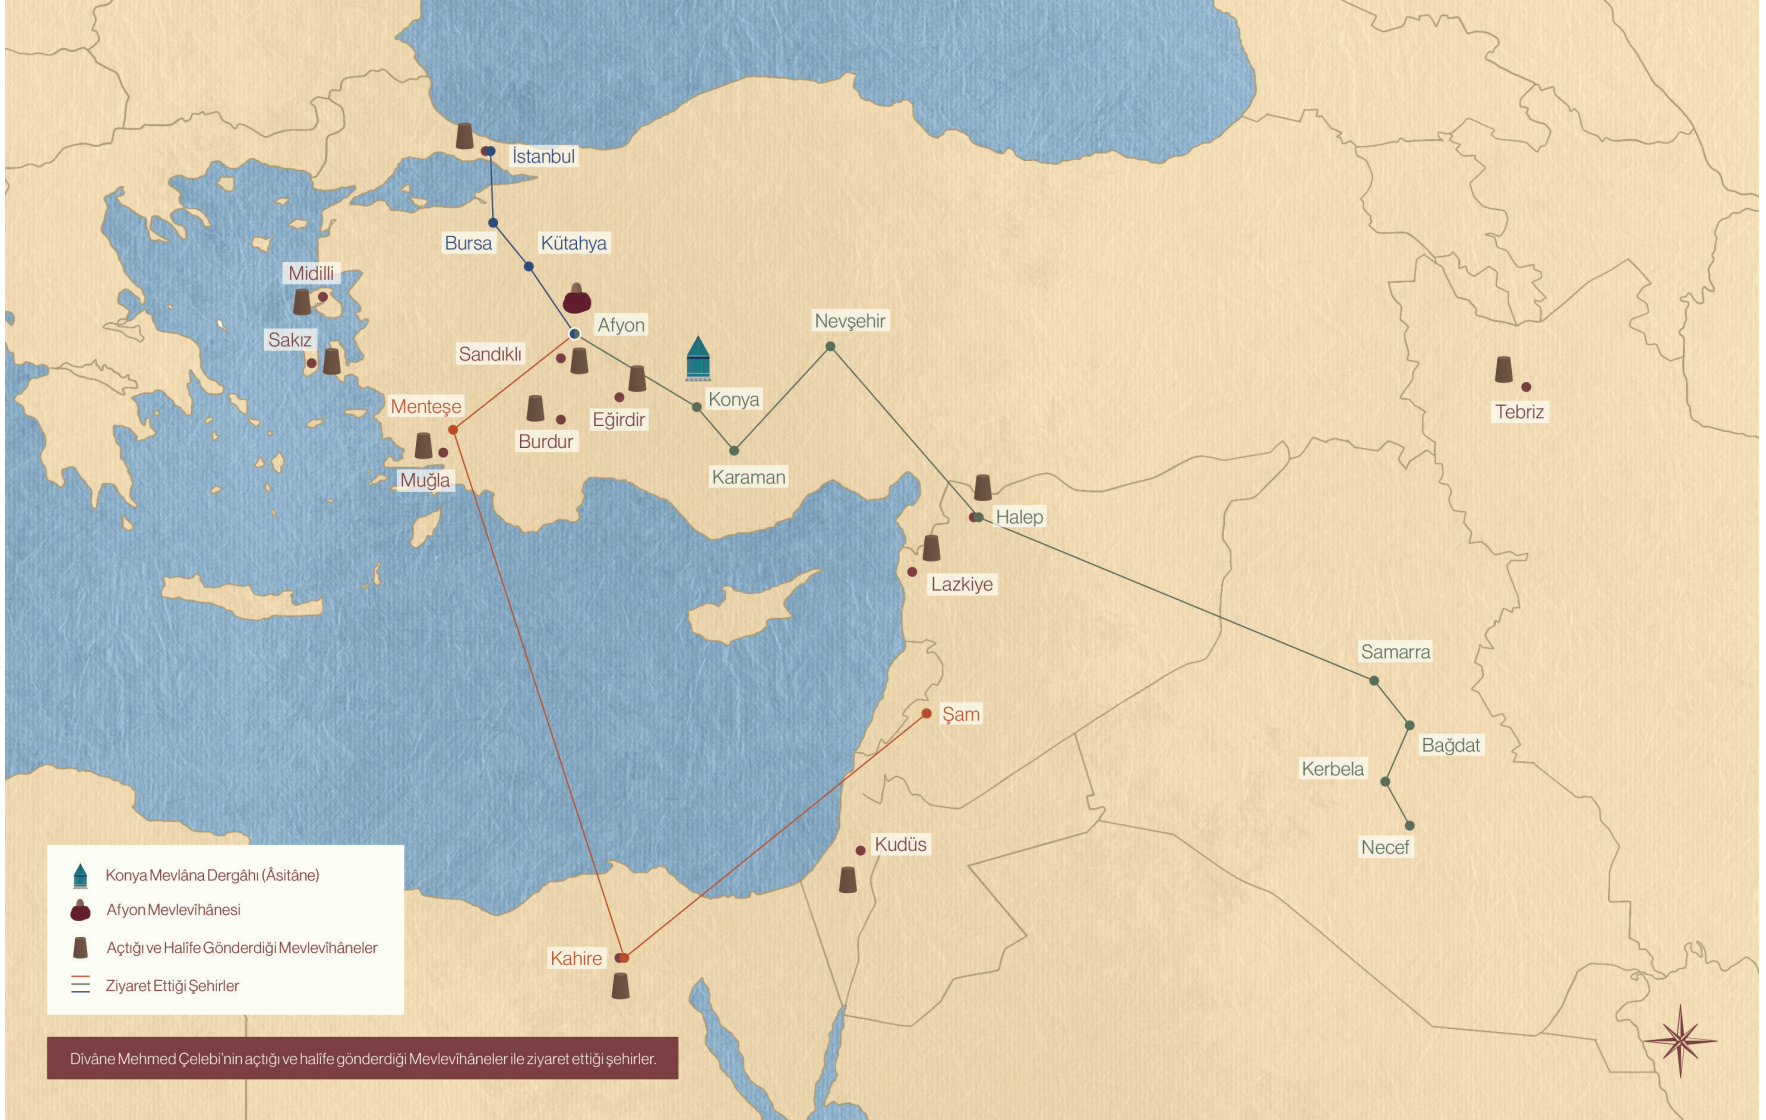 İstanbul
Bursa
Kütahya
Midilli
Afyon
Nevşehir
Sakız
Sandıklı
Menteşe
Konya
Eğirdir
Tebriz
Burdur
Muğla
Karaman
Halep
Lazkiye
Samarra
Şam
Bağdat
Kerbela
Kudüs
Necef
Kahire
Konya Mevlâna Dergâhı (Âsitâne)
Afyon Mevlevîhânesi
Açtığı ve Halîfe Gönderdiği Mevlevîhâneler
Ziyaret Ettiği Şehirler
Dîvâne Mehmed Çelebi'nin açtığı ve halîfe gönderdiği Mevlevîhâneler ile ziyaret ettiği şehirler.